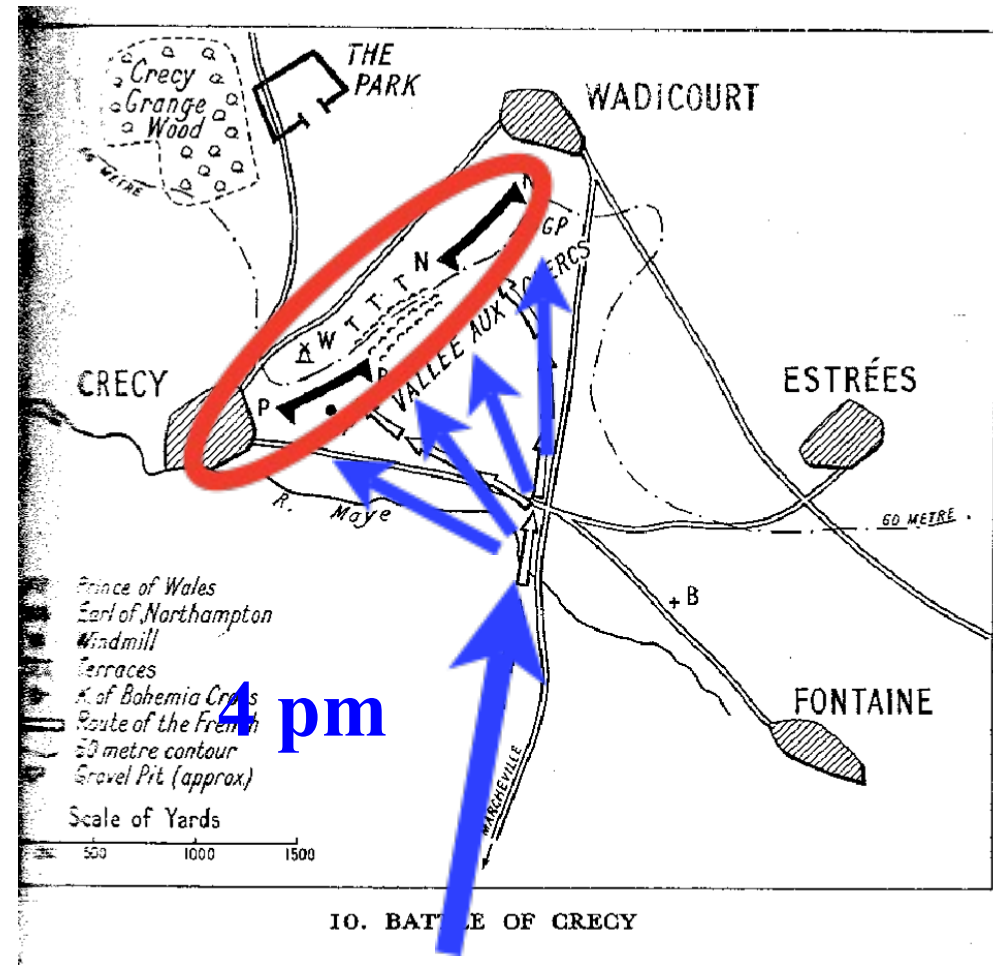 THE
PARK
Crecy
Grange
Wood
METRE
WADICOURT
GP
N
N
T T T
W
VALLEE AUX CLERCS
CRECY
P
P
ESTRÉES
R. Maye
60 METRE
+ B
FONTAINE
MARCHEVILLE
Prince of Wales
Earl of Northampton
Windmill
Terraces
K. of Bohemia Cross
Route of the French
60 metre contour
Gravel Pit (approx.)
4 pm
Scale of Yards
500 1000 1500
10. BATTLE OF CRECY